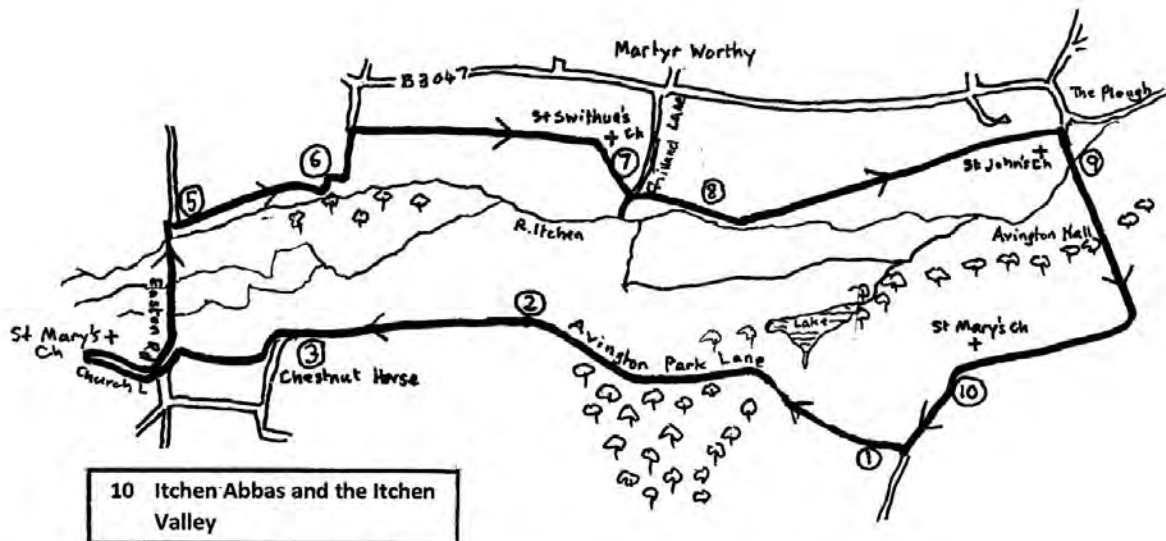 Martyr Worthy
B3047
The Plough
St Swithun's
Ch
Chilland Lane
6
7
5
8
St John's Ch
9
R. Itchen
Avington Hall
Easton Rd
2
St Mary's
Ch
Lake
St Mary's Ch
3
Avington Park Lane
Church L
Chestnut Horse
10
1
10 Itchen Abbas and the Itchen
Valley